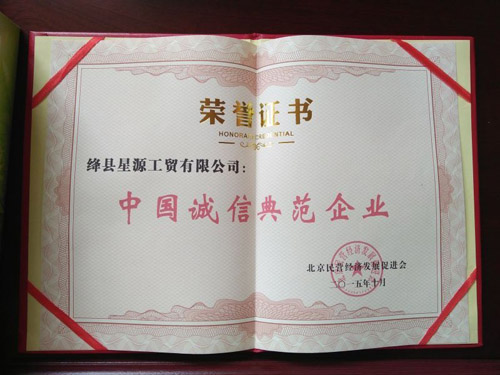 荣誉证书
HONORARY CREDENTIAL
绛县星源工贸有限公司：
中国诚信典范企业
北京民营经济发展促进会
二〇一五年十月